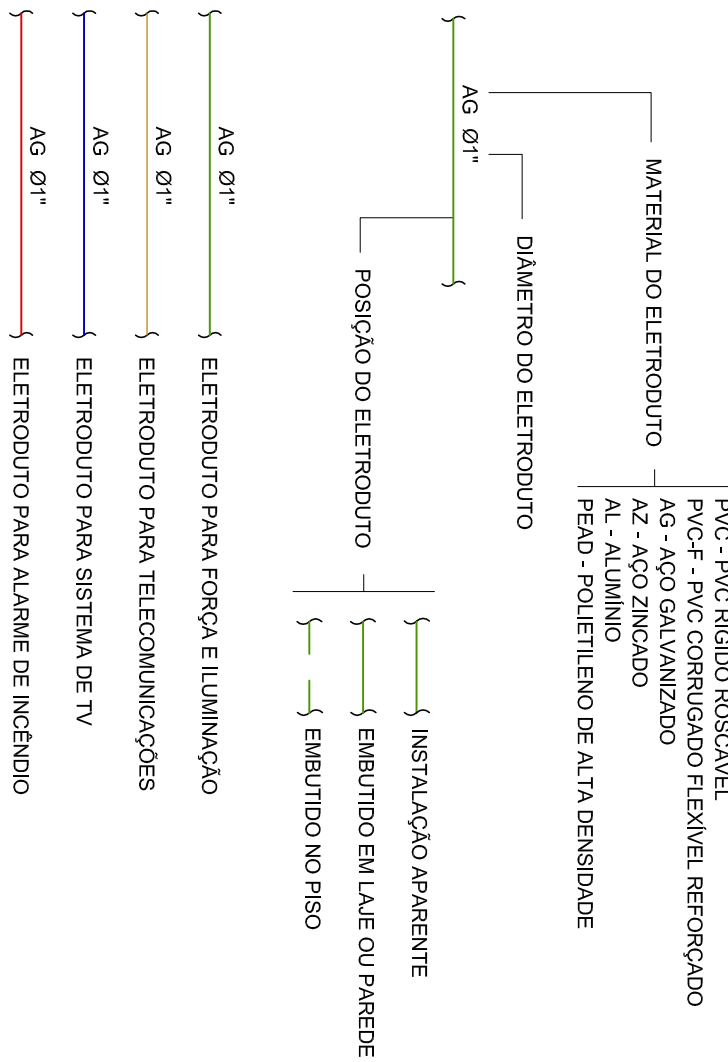 PVC - PVC RÍGIDO ROSCÁVEL
PVC-F - PVC CORRUGADO FLEXÍVEL REFORÇADO
AG - AÇO GALVANIZADO
AZ - AÇO ZINCADO
AL - ALUMÍNIO
PEAD - POLIETILENO DE ALTA DENSIDADE
MATERIAL DO ELETRODUTO
DIÂMETRO DO ELETRODUTO
AG Ø1"
INSTALAÇÃO APARENTE
EMBUTIDO EM LAJE OU PAREDE
EMBUTIDO NO PISO
POSIÇÃO DO ELETRODUTO
AG Ø1"
ELETRODUTO PARA FORÇA E ILUMINAÇÃO
AG Ø1"
ELETRODUTO PARA TELECOMUNICAÇÕES
AG Ø1"
ELETRODUTO PARA SISTEMA DE TV
AG Ø1"
ELETRODUTO PARA ALARME DE INCÊNDIO